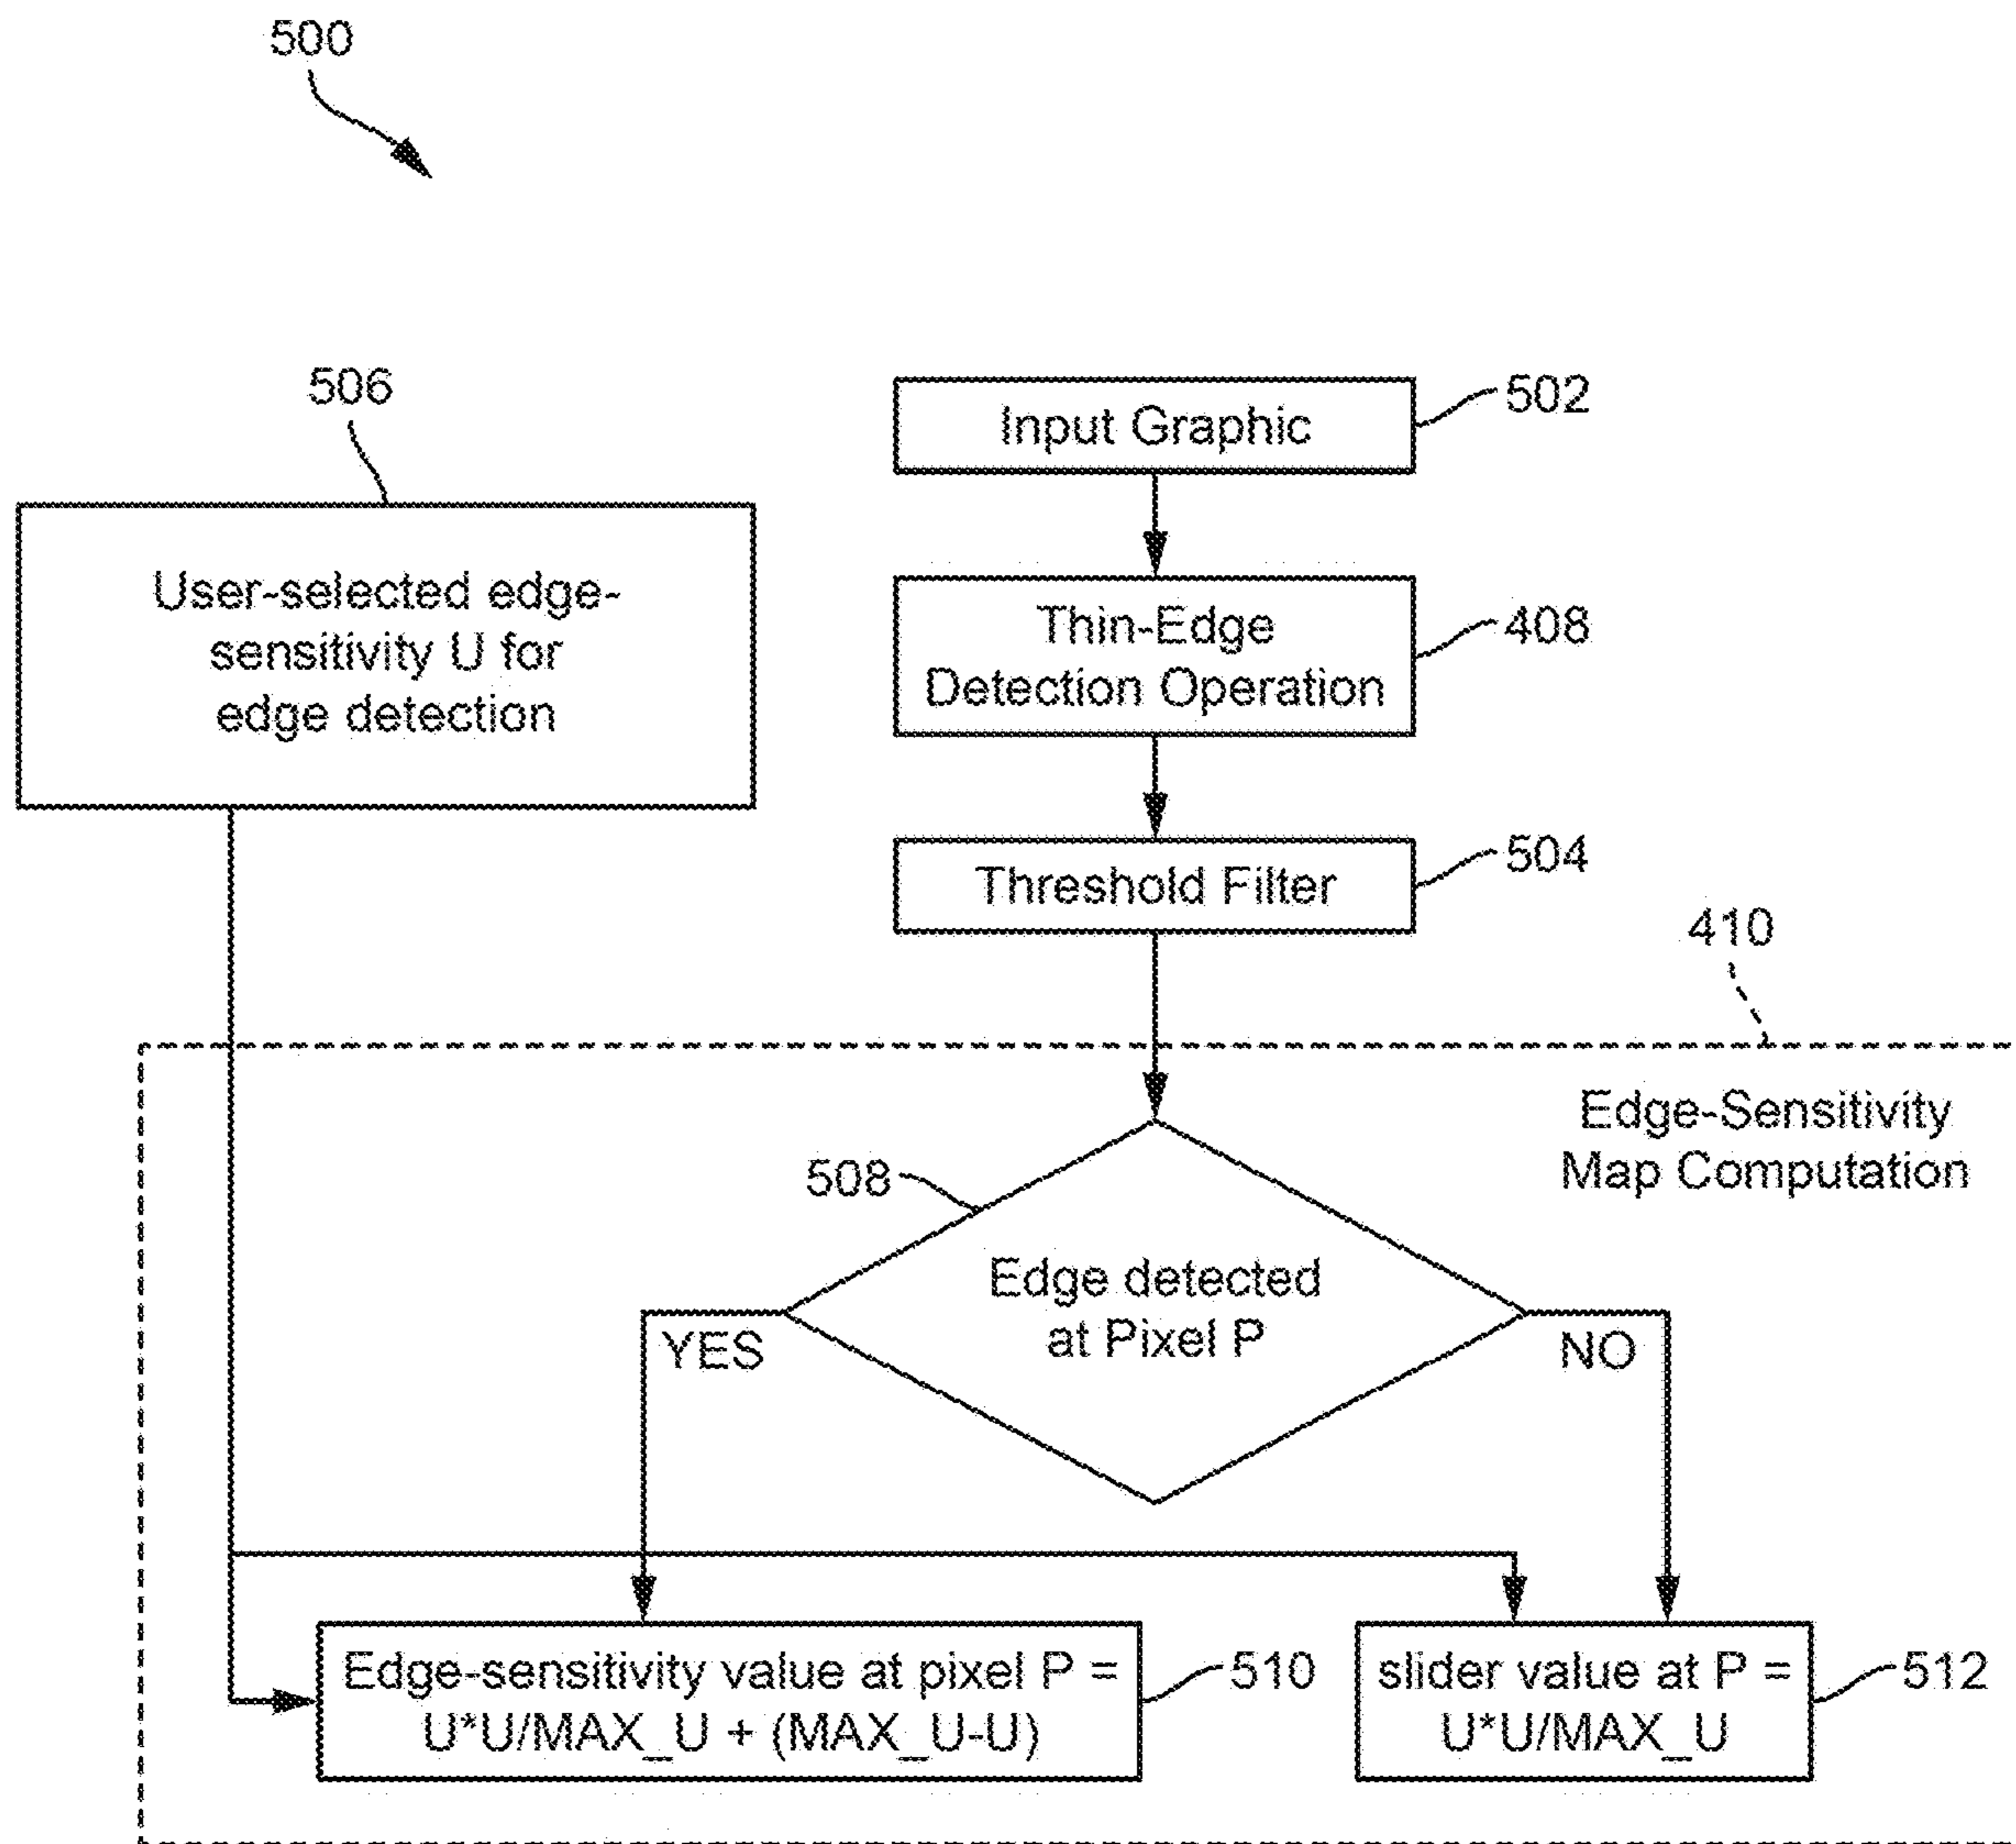 500
506
502
Input Graphic
User-selected edge-
sensitivity U for
edge detection
Thin-Edge
Detection Operation
408
Threshold Filter
504
410
Edge-Sensitivity
Map Computation
508
Edge detected
at Pixel P
YES
NO
Edge-sensitivity value at pixel P =
U*U/MAX_U + (MAX_U-U)
510
slider value at P =
U*U/MAX_U
512